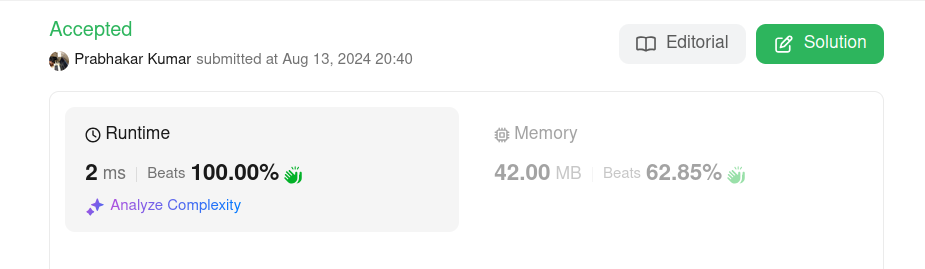 Accepted
Editorial
Solution
Prabhakar Kumar submitted at Aug 13, 2024 20:40
Runtime
2 ms | Beats 100.00%
Analyze Complexity
Memory
42.00 MB | Beats 62.85%